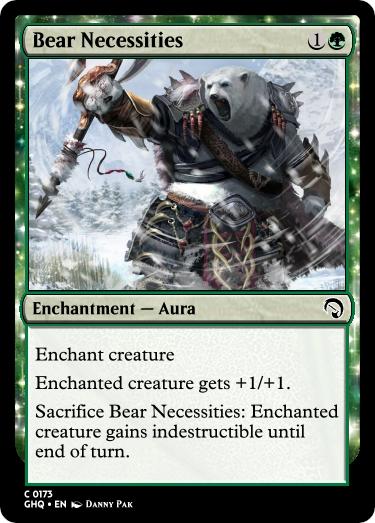 Bear Necessities 1
Enchantment — Aura
Enchant creature
Enchanted creature gets +1/+1.
Sacrifice Bear Necessities: Enchanted
creature gains indestructible until
end of turn.
C 0173
GHQ • EN Danny Pak